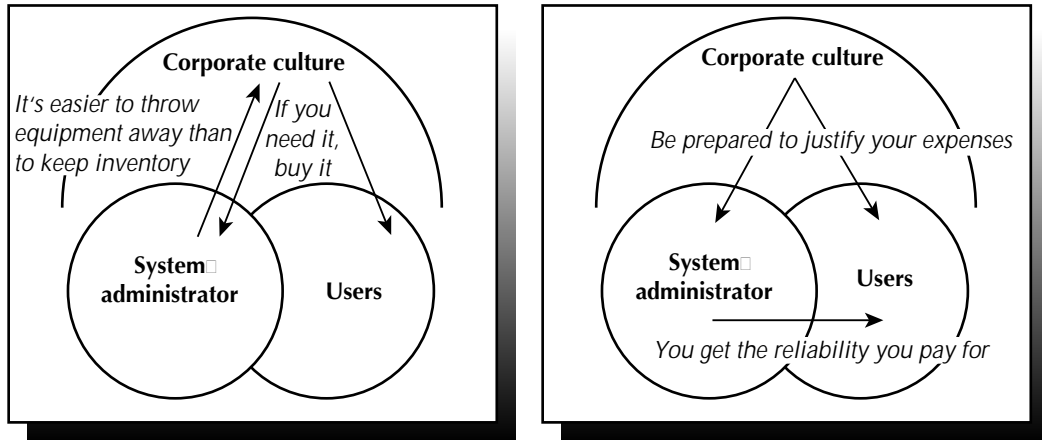 Corporate culture
It's easier to throw
equipment away than
to keep inventory
If you
need it,
buy it
System
administrator
Users
Corporate culture
Be prepared to justify your expenses
System
administrator
Users
You get the reliability you pay for